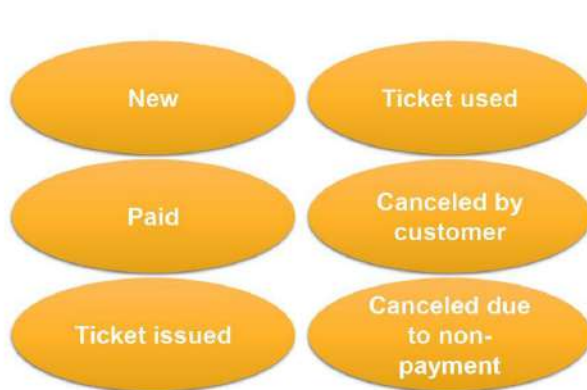 New
Ticket used
Paid
Canceled by
customer
Ticket issued
Canceled due
to non-
payment